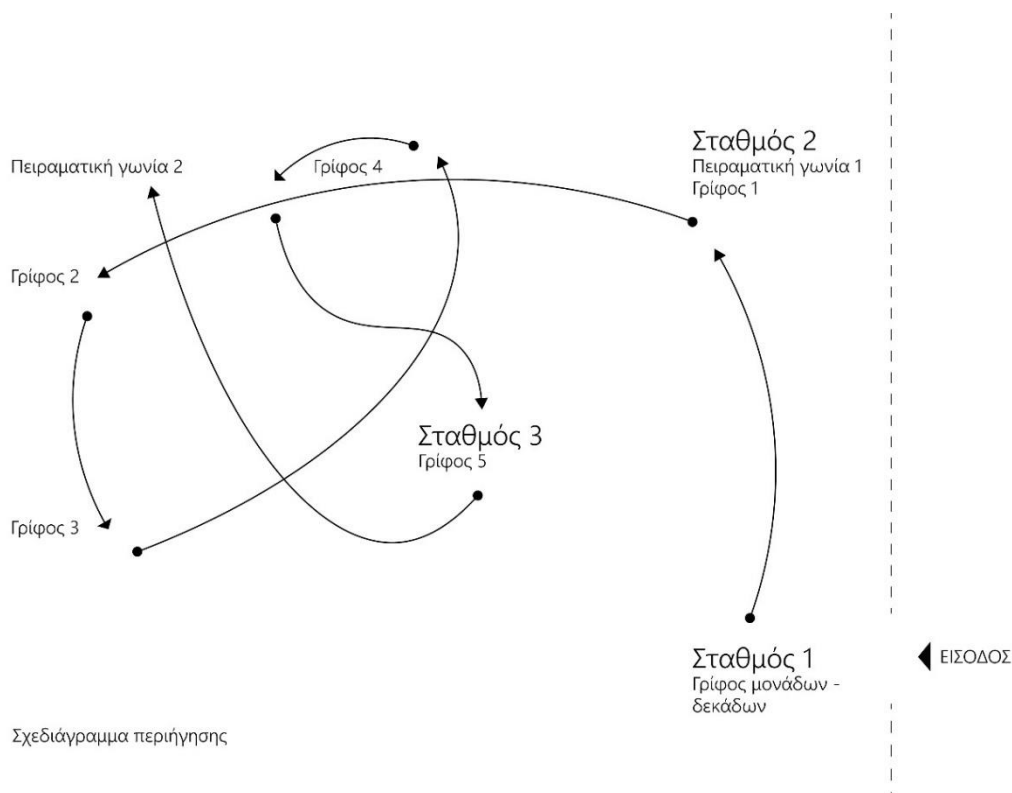 Σταθμός 2
Πειραματική γωνία 1
Γρίφος 1
Πειραματική γωνία 2
Γρίφος 4
Γρίφος 2
Σταθμός 3
Γρίφος 5
Γρίφος 3
Σταθμός 1
Γρίφος μονάδων -
δεκάδων
ΕΙΣΟΔΟΣ
Σχεδιάγραμμα περιήγησης